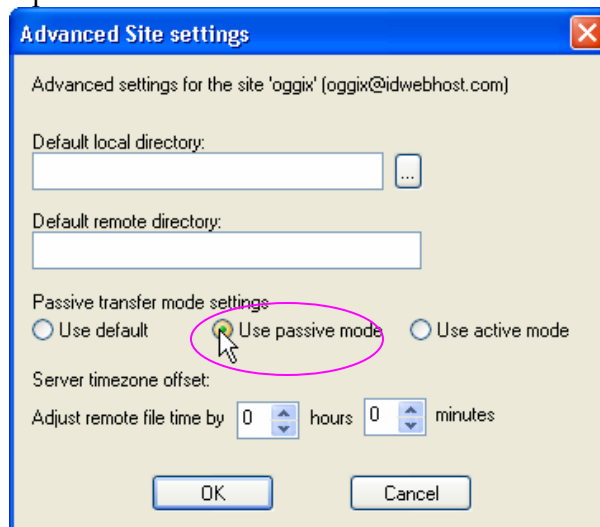 Advanced Site settings
Advanced settings for the site 'oggix' (oggix@idwebhost.com)
Default local directory:
...
Default remote directory:
Passive transfer mode settings
Use default Use passive mode Use active mode
Server timezone offset:
Adjust remote file time by 0 hours 0 minutes
OK Cancel